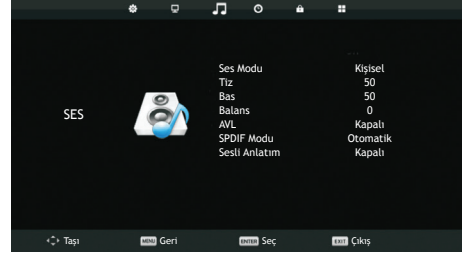 SES
Ses Modu Kişisel
Tiz 50
Bas 50
Balans 0
AVL Kapalı
SPDIF Modu Otomatik
Sesli Anlatım Kapalı
Taşı MENU Geri ENTER Seç EXIT Çıkış